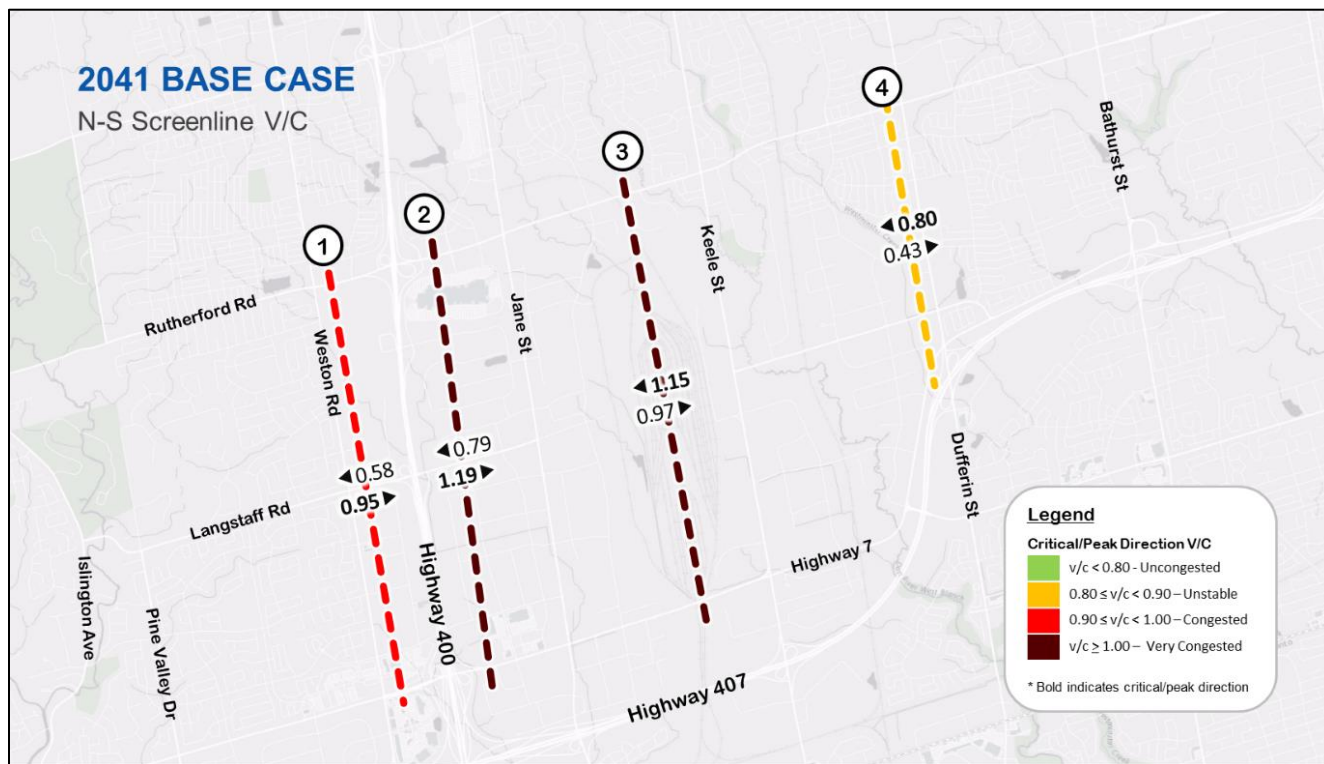 2041 BASE CASE
N-S Screenline V/C
1
2
3
4
Bathurst St
Keele St
Jane St
Rutherford Rd
Weston Rd
◄0.80
0.43►
◄1.15
0.97►
◄0.79
1.19►
◄0.58
0.95►
Langstaff Rd
Dufferin St
Highway 7
Highway 400
Islington Ave
Pine Valley Dr
Highway 407
Legend
Critical/Peak Direction V/C
v/c < 0.80 - Uncongested
0.80 ≤ v/c < 0.90 – Unstable
0.90 ≤ v/c < 1.00 – Congested
v/c ≥ 1.00 – Very Congested
* Bold indicates critical/peak direction